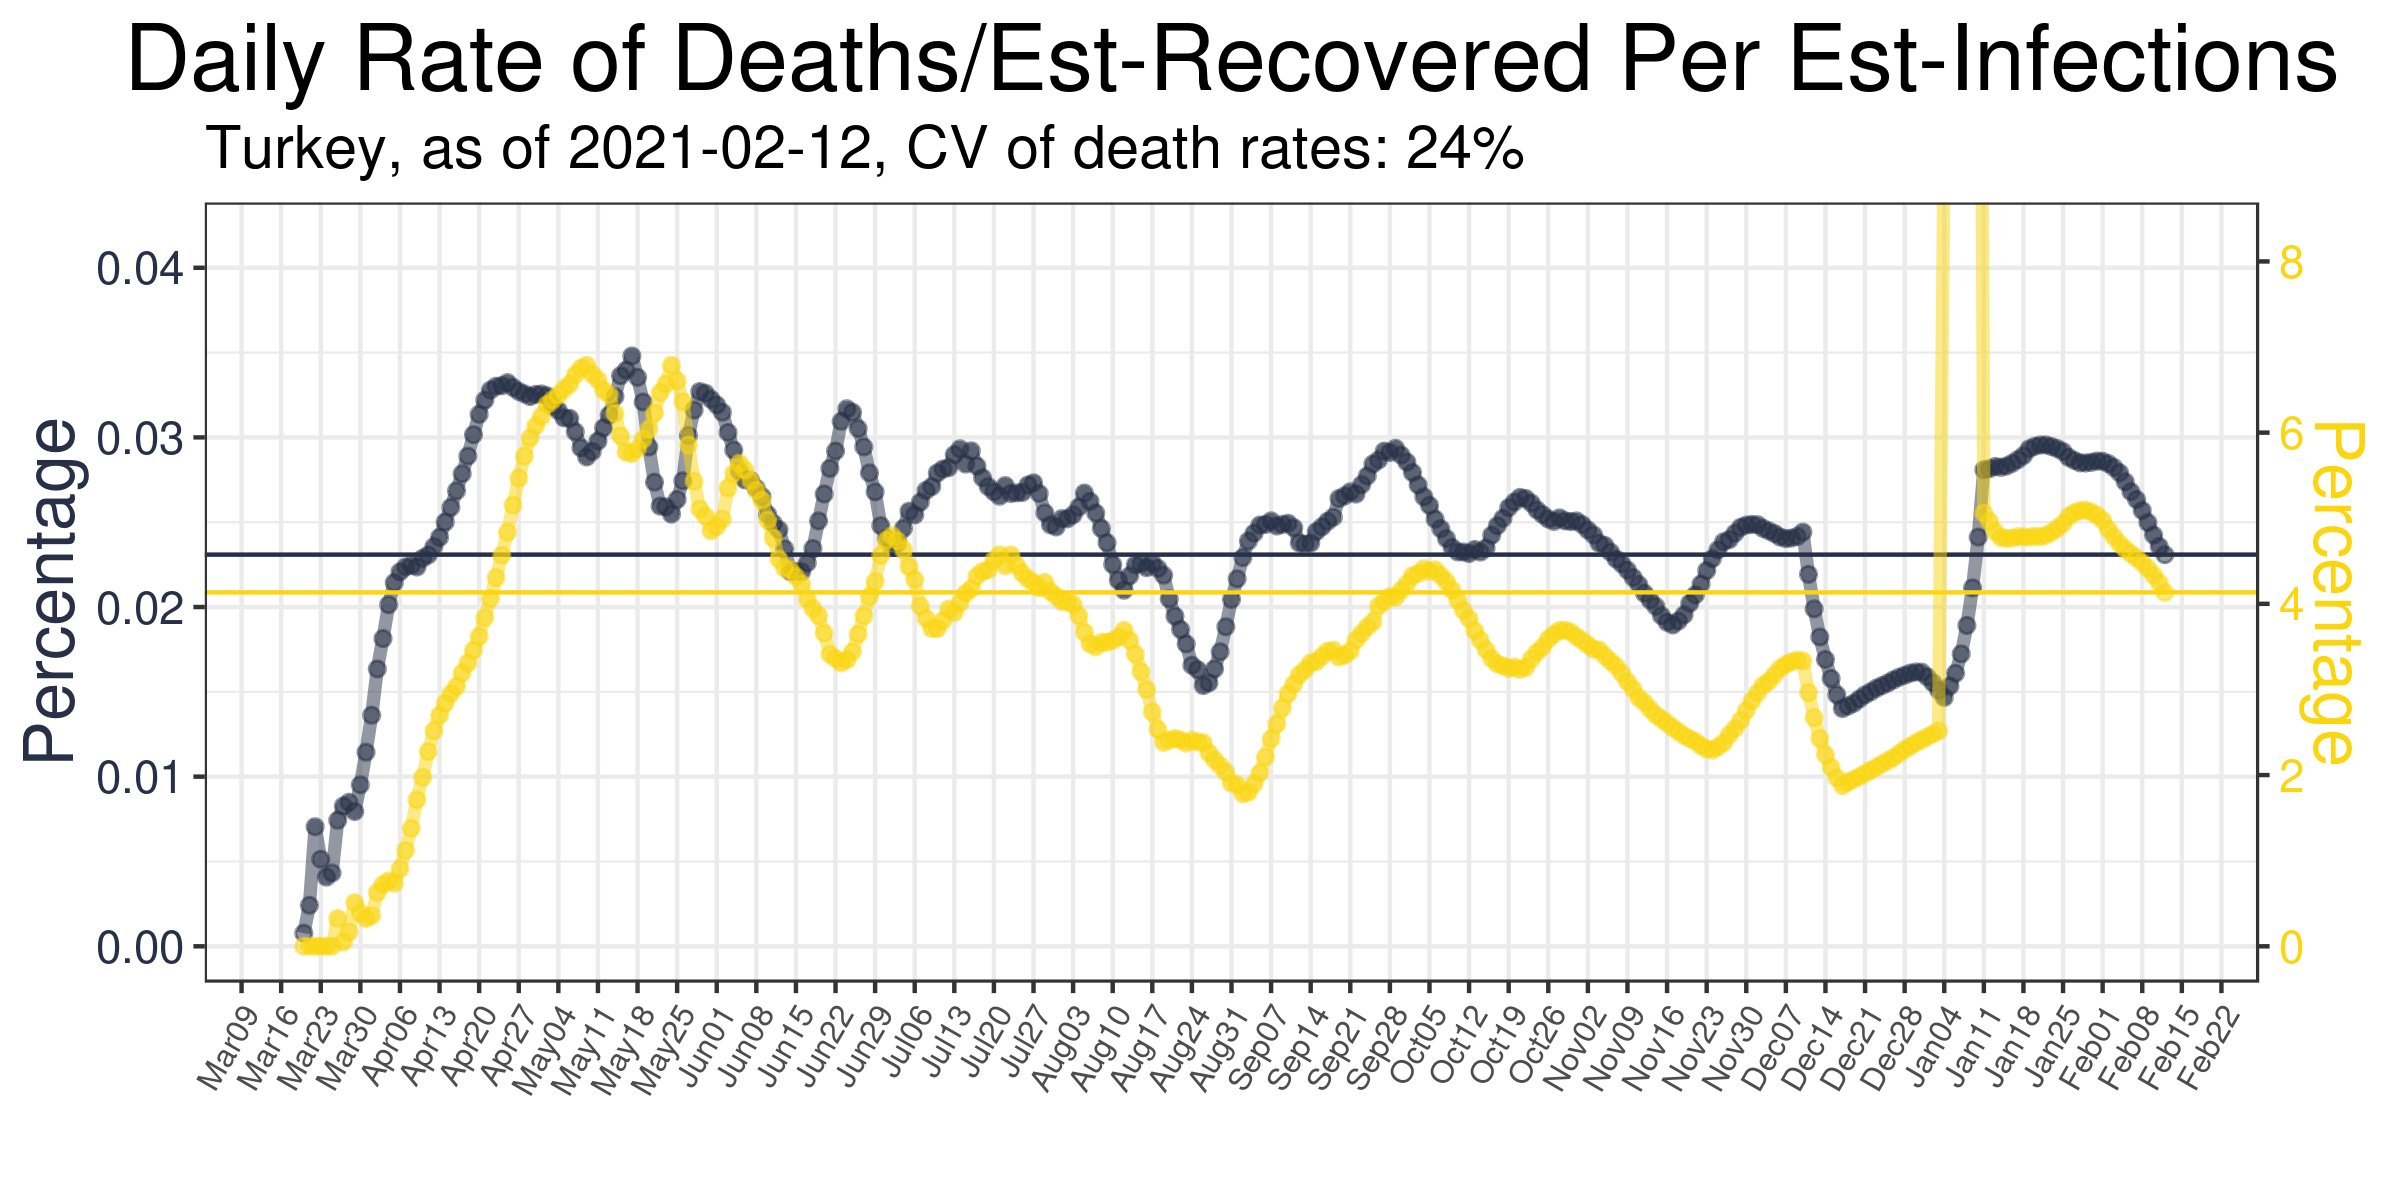 Daily Rate of Deaths/Est-Recovered Per Est-Infections
Turkey, as of 2021-02-12, CV of death rates: 24%
Percentage
0.04
0.03
0.02
0.01
0.00
8
6
4
2
0
Percentage
Mar09 Mar16 Mar23 Mar30 Apr06 Apr13 Apr20 Apr27 May04 May11 May18 May25 Jun01 Jun08 Jun15 Jun22 Jun29 Jul06 Jul13 Jul20 Jul27 Aug03 Aug10 Aug17 Aug24 Aug31 Sep07 Sep14 Sep21 Sep28 Oct05 Oct12 Oct19 Oct26 Nov02 Nov09 Nov16 Nov23 Nov30 Dec07 Dec14 Dec21 Dec28 Jan04 Jan11 Jan18 Jan25 Feb01 Feb08 Feb15 Feb22